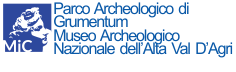 Parco Archeologico di
Grumentum
Museo Archeologico
Nazionale dell'Alta Val D'Agri
MiC